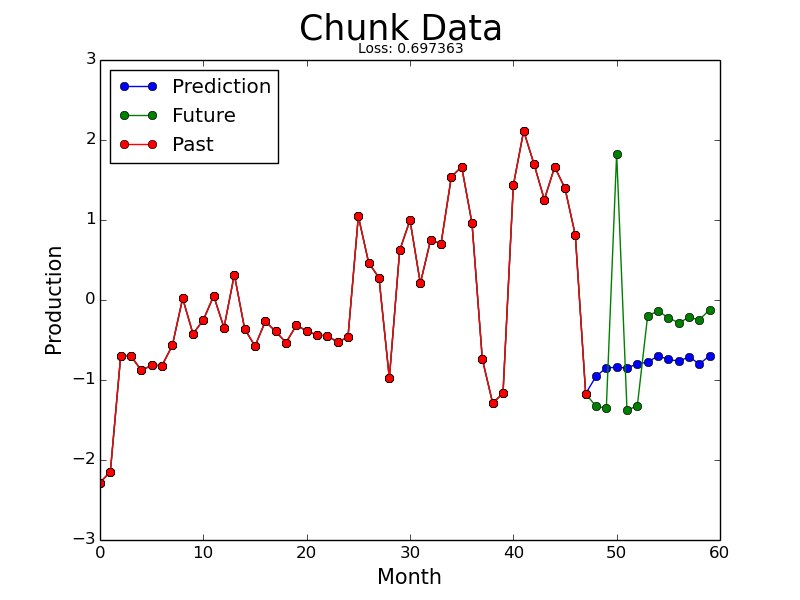 Chunk Data
Loss: 0.697363
Prediction
Future
Past
Production
3
2
1
0
−1
−2
−3
0 10 20 30 40 50 60
Month